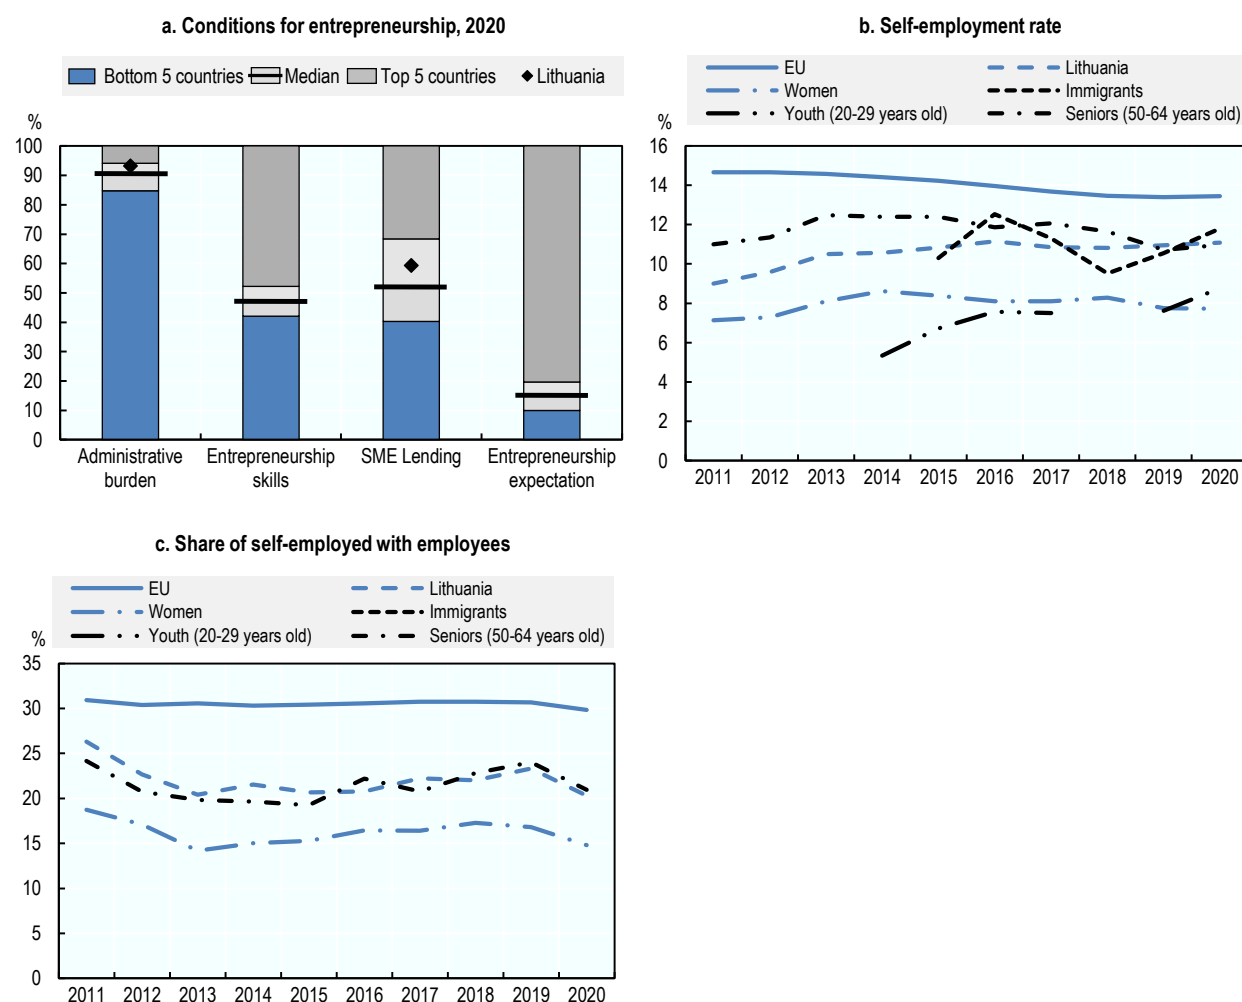 a. Conditions for entrepreneurship, 2020
Bottom 5 countries Median Top 5 countries Lithuania
%
100
90
80
70
60
50
40
30
20
10
0
Administrative burden
Entrepreneurship skills
SME Lending
Entrepreneurship expectation
b. Self-employment rate
EU Lithuania
Women Immigrants
Youth (20-29 years old) Seniors (50-64 years old)
%
16
14
12
10
8
6
4
2
0
2011 2012 2013 2014 2015 2016 2017 2018 2019 2020
c. Share of self-employed with employees
EU Lithuania
Women Immigrants
Youth (20-29 years old) Seniors (50-64 years old)
%
35
30
25
20
15
10
5
0
2011 2012 2013 2014 2015 2016 2017 2018 2019 2020